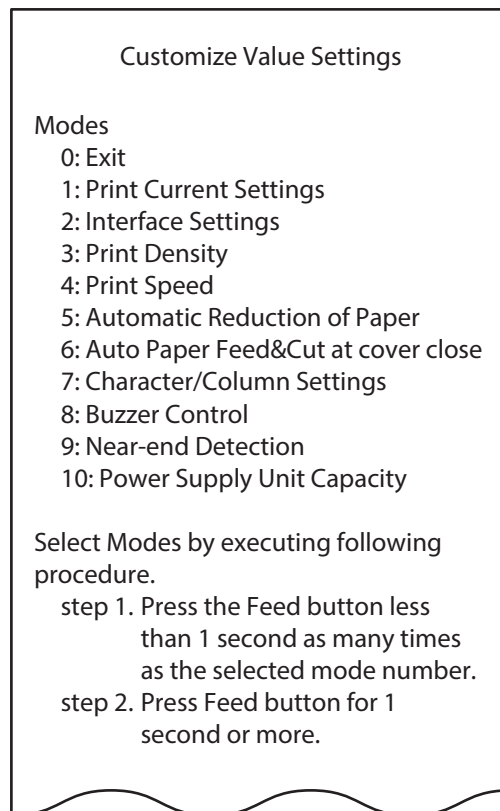 Customize Value Settings
Modes
0: Exit
1: Print Current Settings
2: Interface Settings
3: Print Density
4: Print Speed
5: Automatic Reduction of Paper
6: Auto Paper Feed&Cut at cover close
7: Character/Column Settings
8: Buzzer Control
9: Near-end Detection
10: Power Supply Unit Capacity
Select Modes by executing following
procedure.
step 1. Press the Feed button less
than 1 second as many times
as the selected mode number.
step 2. Press Feed button for 1
second or more.